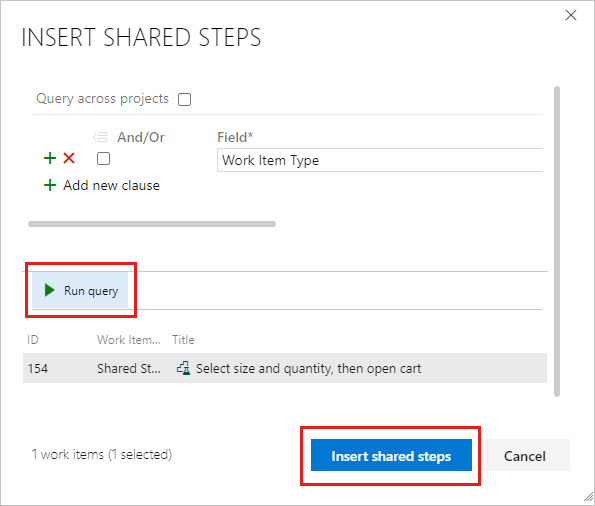 INSERT SHARED STEPS
Query across projects
And/Or Field*
Work Item Type
Add new clause
Run query
ID Work Item... Title
154 Shared St... Select size and quantity, then open cart
1 work items (1 selected) Insert shared steps Cancel